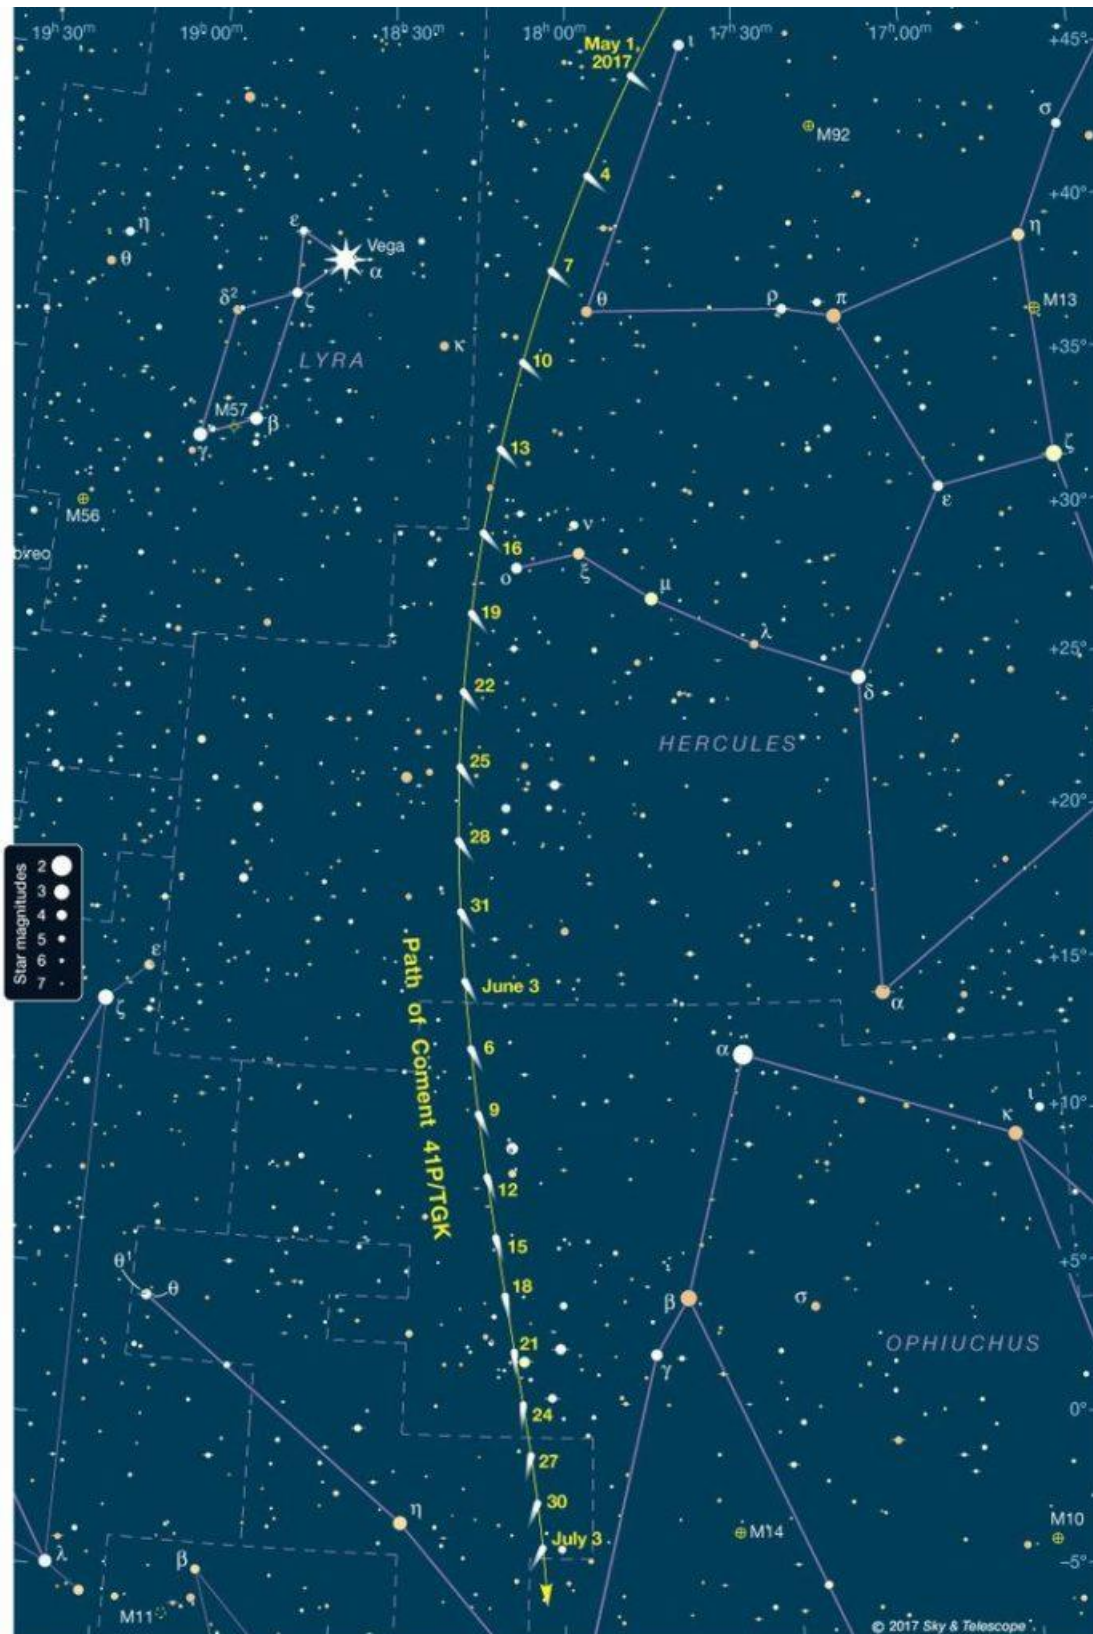 19h 30m
19h 00m
18h 30m
18h 00m
17h 30m
17h 00m
+45°
May 1,
2017
ι
σ
M92
4
+40°
η
ε
η
θ
Vega
α
7
δ²
ζ
θ
ρ
π
M13
LYRA
κ
10
+35°
M57
β
γ
13
ζ
ε
+30°
M56
ν
16
bireo
ο
ξ
μ
19
λ
+25°
22
δ
HERCULES
25
+20°
28
Star magnitudes
2
3
4
5
6
7
31
ε
+15°
Path of Coment 41P/TGK
June 3
ζ
α
α
6
ι
+10°
9
κ
12
15
+5°
θ¹
θ
18
β
σ
21
γ
OPHIUCHUS
24
0°
27
30
η
M14
M10
July 3
λ
β
−5°
M11
© 2017 Sky & Telescope